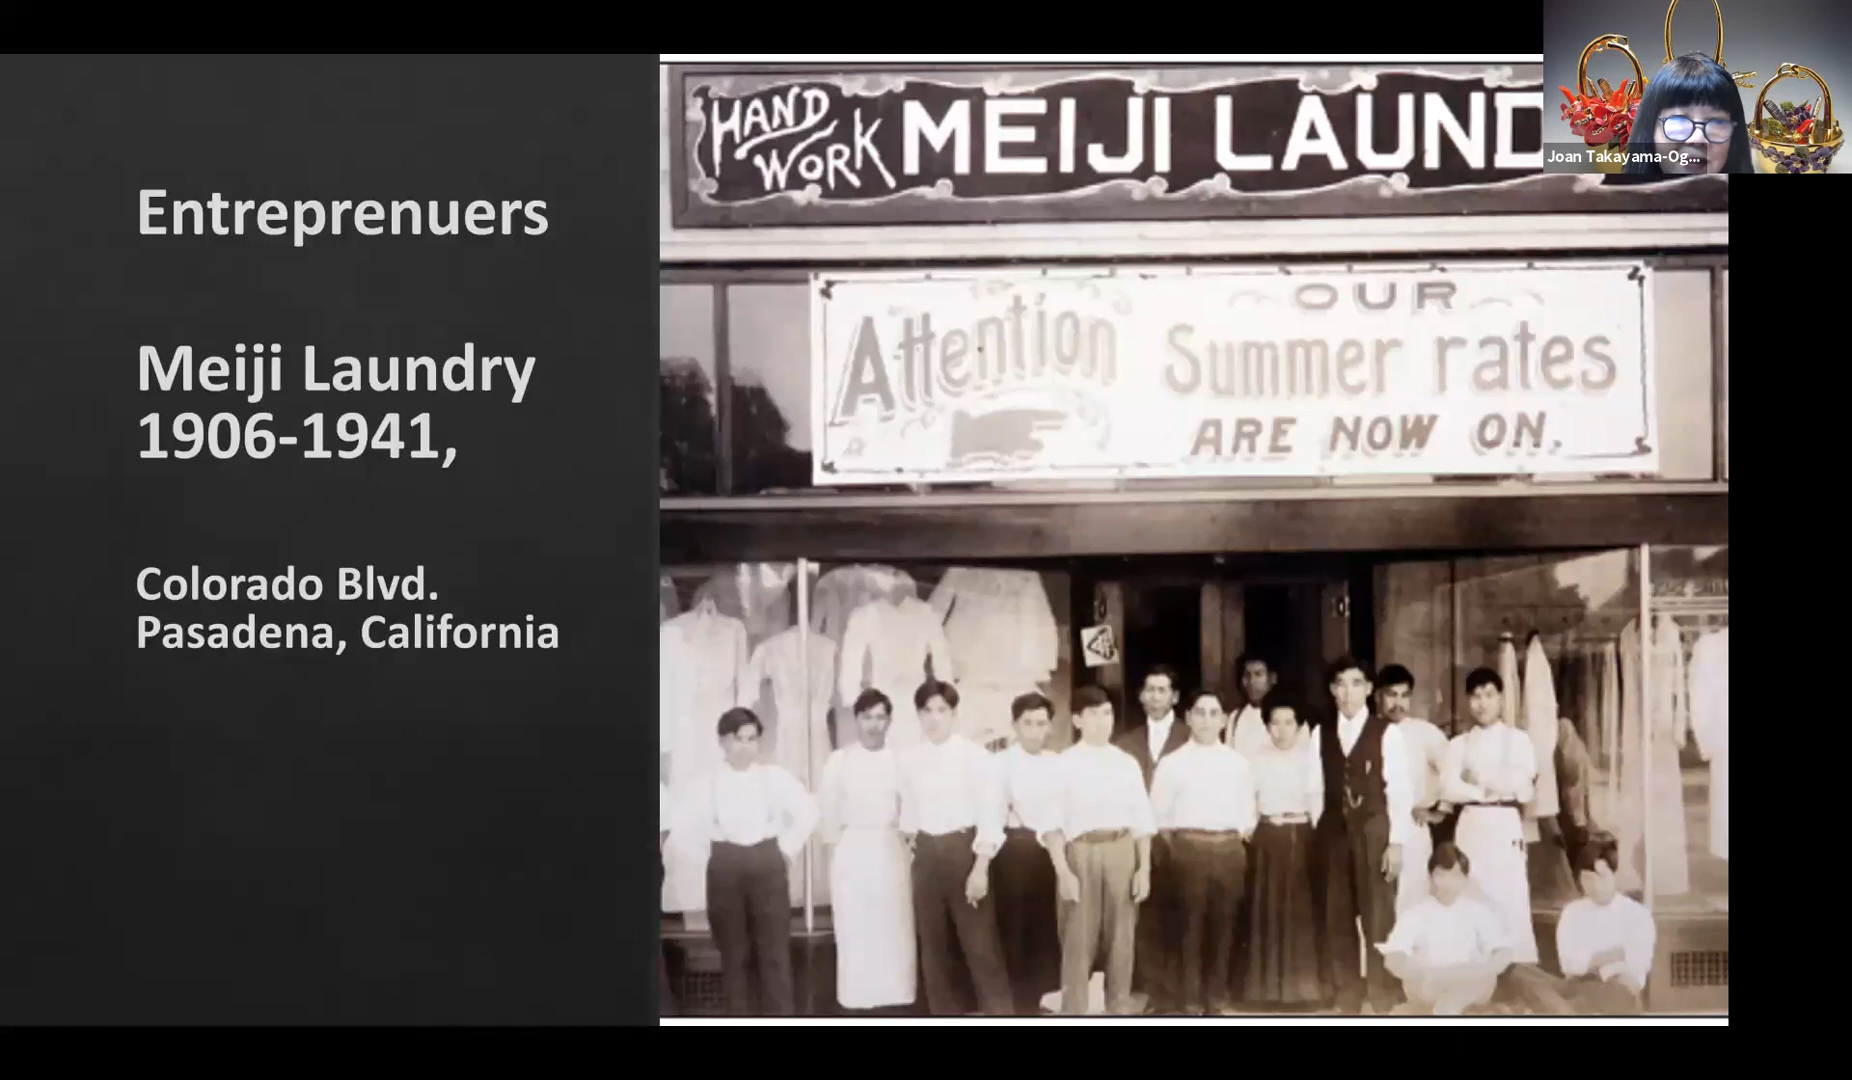 Entreprenuers
Meiji Laundry
1906-1941,
Colorado Blvd.
Pasadena, California
HAND
WORK
MEIJI LAUND
Attention
OUR
Summer rates
ARE NOW ON.
Joan Takayama-Og...